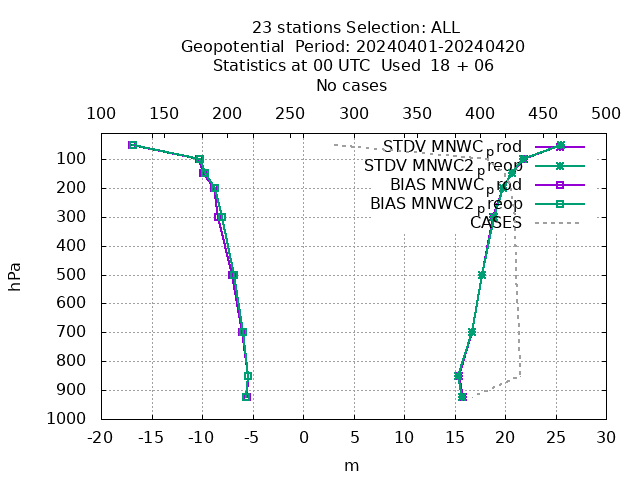 23 stations Selection: ALL
Geopotential  Period: 20240401-20240420
Statistics at 00 UTC  Used  18 + 06
No cases
100 150 200 250 300 350 400 450 500
STDV MNWC_prod
STDV MNWC2_preop
BIAS MNWC_prod
BIAS MNWC2_preop
CASES
100
200
300
400
500
600
700
800
900
1000
hPa
-20 -15 -10 -5 0 5 10 15 20 25 30
m